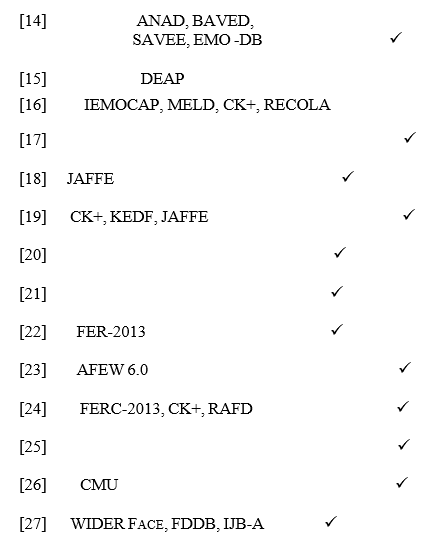 [14] ANAD, BAVED,
SAVEE, EMO -DB ✓
[15] DEAP
[16] IEMOCAP, MELD, CK+, RECOLA
[17] ✓
[18] JAFFE ✓
[19] CK+, KEDF, JAFFE ✓
[20] ✓
[21] ✓
[22] FER-2013 ✓
[23] AFEW 6.0 ✓
[24] FERC-2013, CK+, RAFD ✓
[25] ✓
[26] CMU ✓
[27] WIDER FACE, FDDB, IJB-A ✓